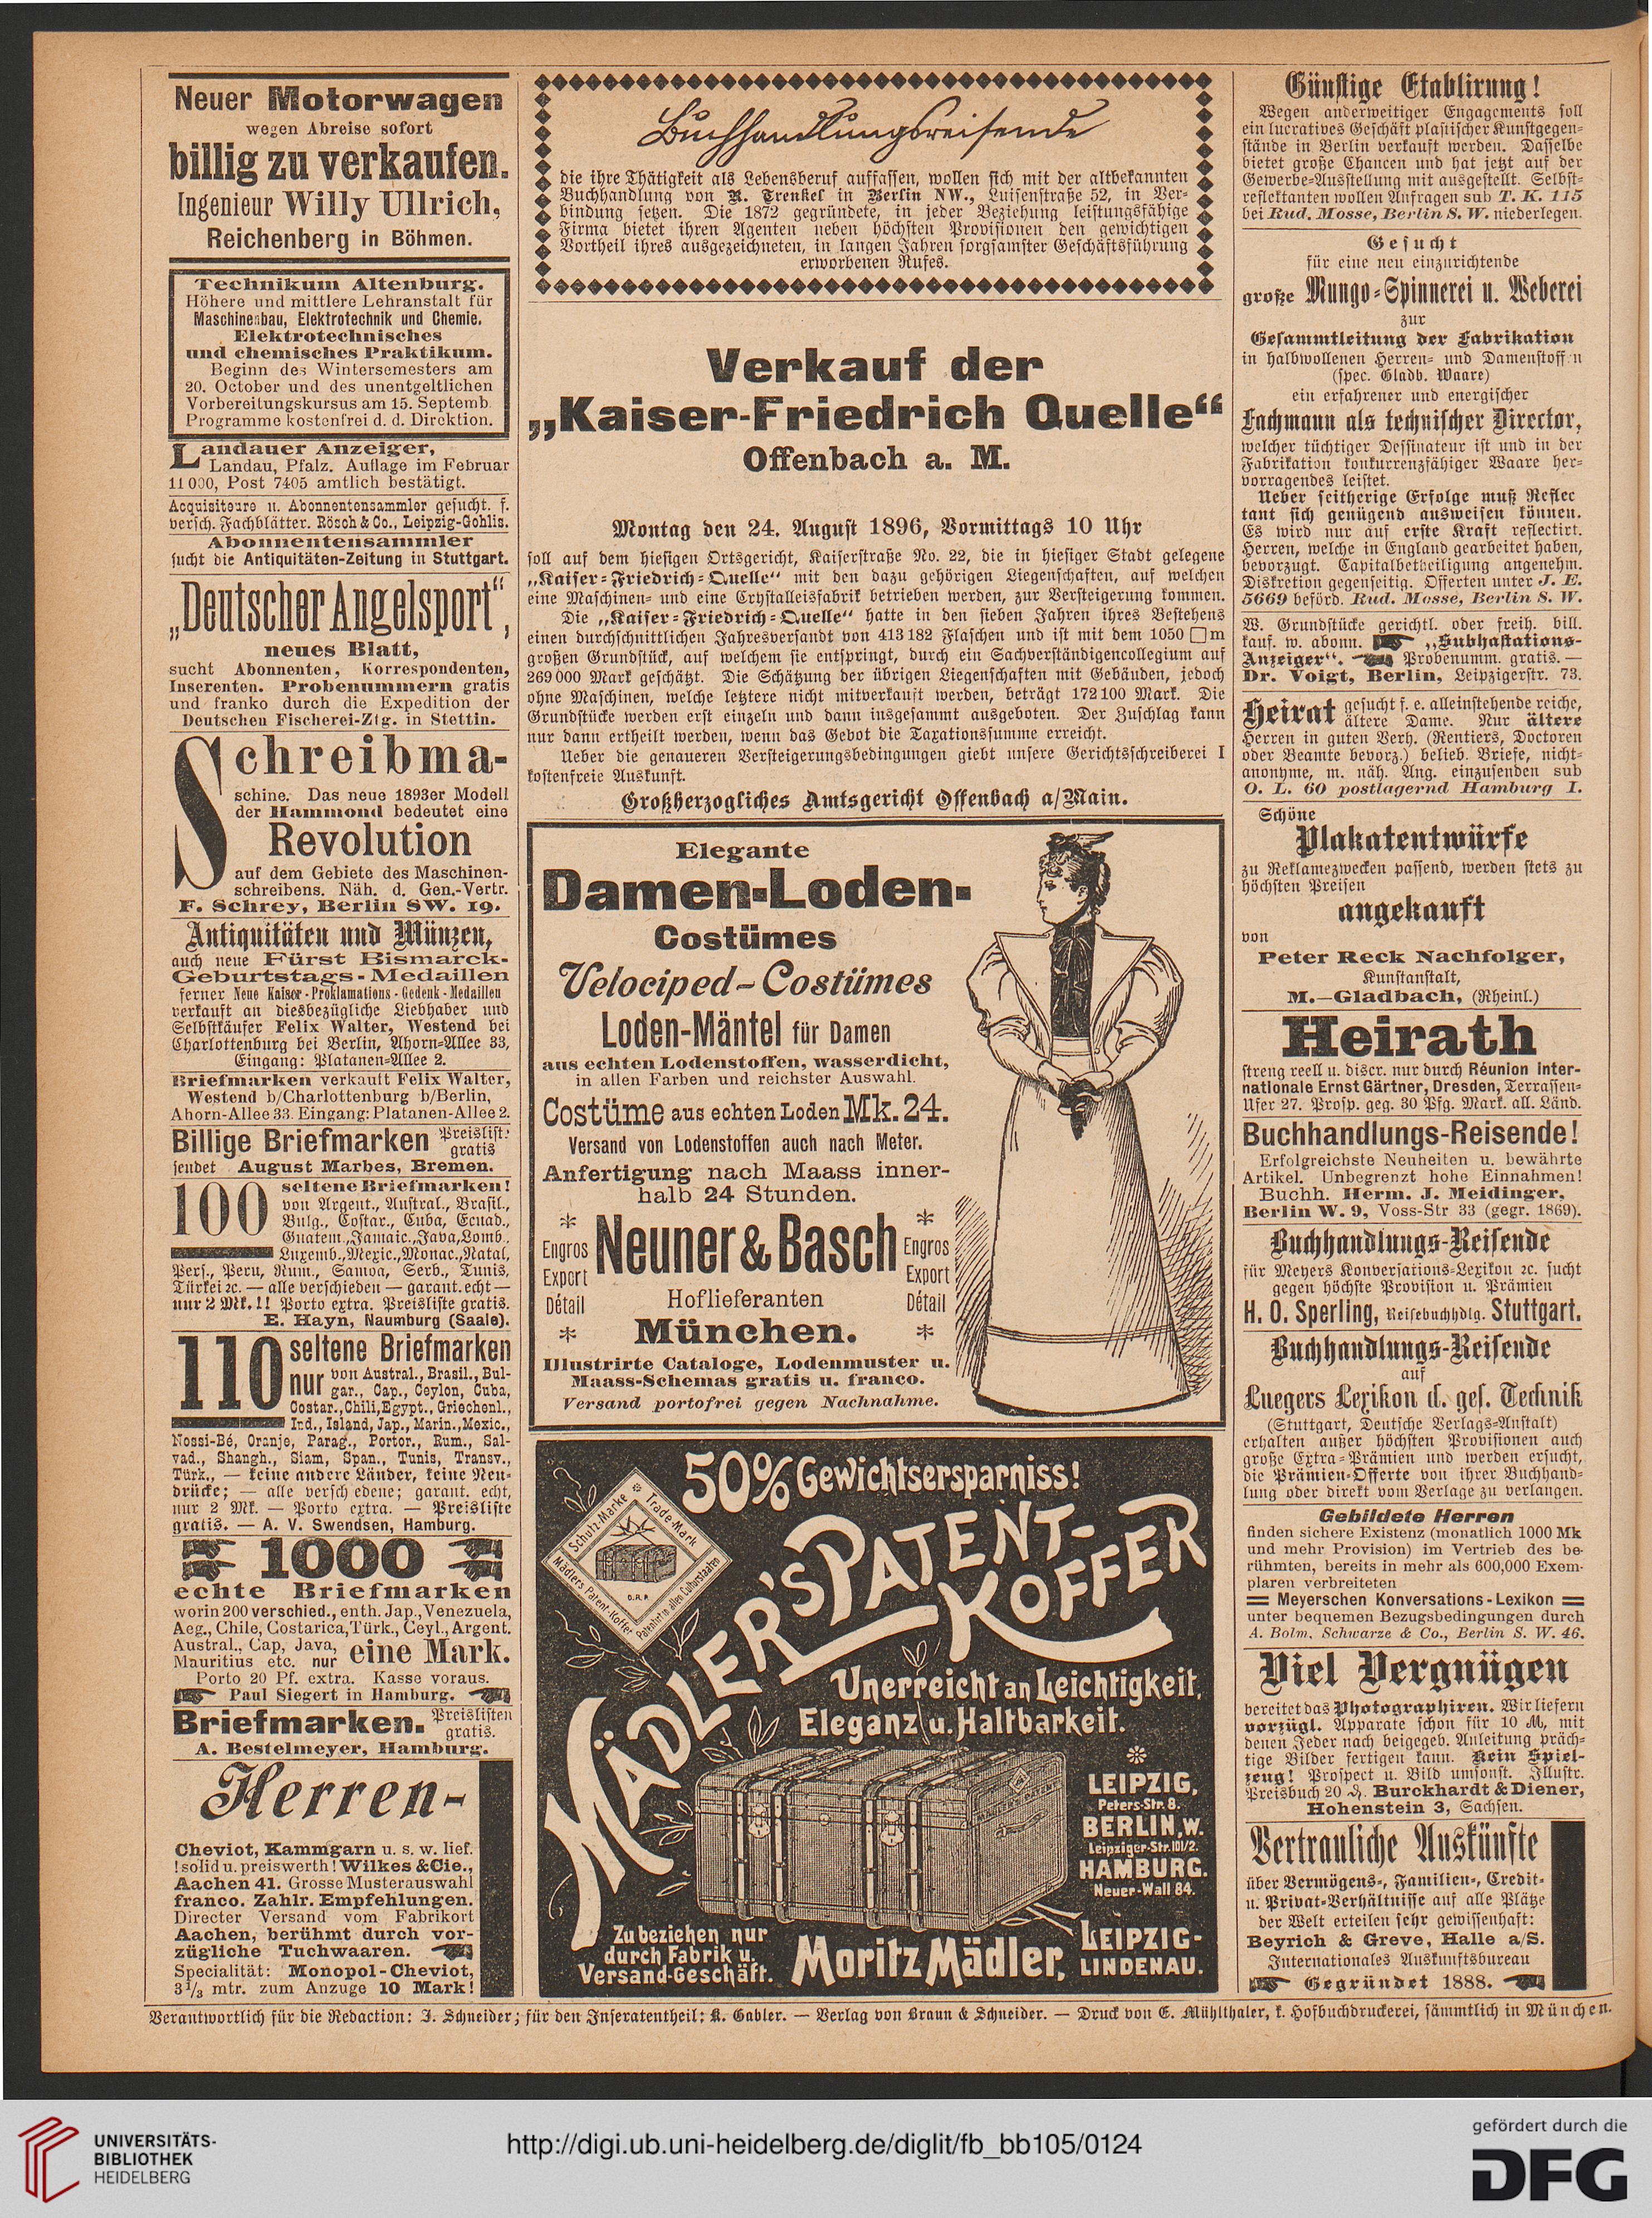 Neuer Motorwagen
wegen Abreise sofort
billig zu verkaufen.
Ingenieur Willy Ullrich,
Reichenberg in Böhmen.
Technikum Altenburg.
Höhere und mittlere Lehranstalt für
Maschinenbau, Elektrotechnik und Chemie.
Elektrotechnisches
und chemisches Praktikum.
Beginn des Wintersemesters am
20. October und des unentgeltlichen
Vorbereitungskursus am 15. Septemb.
Programme kostenfrei d. d. Direktion.
Landauer Anzeiger,
Landau, Pfalz. Auflage im Februar
11000, Post 7405 amtlich bestätigt.
Acquisiteure u. Abonnentensammler gesucht. f.
versch. Fachblätter. Rösch & Co., Leipzig-Gohlis.
Abonnentensammler
sucht die Antiquitäten-Zeitung in Stuttgart.
„Deutscher Angelsport“,
neues Blatt,
sucht Abonnenten, Korrespondenten,
Inserenten. Probenummern gratis
und franko durch die Expedition der
Deutschen Fischerei-Ztg. in Stettin.
Schreibma-
schine. Das neue 1893er Modell
der Hammond bedeutet eine
Revolution
auf dem Gebiete des Maschinen-
schreibens. Näh. d. Gen.-Vertr.
F. Schrey, Berlin SW. 19.
Antiquitäten und Münzen,
auch neue Fürst Bismarck-
Geburtstags-Medaillen
ferner Neue Kaiser-Proklamations-Gedenk-Medaillen
verkauft an diesbezügliche Liebhaber und
Selbstkäufer Felix Walter, Westend bei
Charlottenburg bei Berlin, Ahorn-Allee 33,
Eingang: Platanen-Allee 2.
Briefmarken verkauft Felix Walter,
Westend b/Charlottenburg b/Berlin,
Ahorn-Allee 33. Eingang: Platanen-Allee 2.
Billige Briefmarken Preislist:
gratis
sendet August Marbes, Bremen.
100 seltene Briefmarken!
von Argent., Austral., Brasil.,
Bulg., Costar., Cuba, Ecuad.,
Guatem., Jamaic., Java, Lomb.,
Luxemb., Mexic., Monac., Natal,
Pers., Peru, Rum., Samoa, Serb., Tunis,
Türkei ꝛc. — alle verschieden — garant. echt —
nur 2 Mk.!! Porto extra. Preisliste gratis.
E. Hayn, Naumburg (Saale).
110 seltene Briefmarken
nur von Austral., Brasil., Bul-
gar., Cap., Ceylon, Cuba,
Costar., Chili, Egypt., Griechenl.,
Ind., Island, Jap., Marin., Mexic.,
Nossi-Bé, Oranje, Parag., Portor., Rum., Sal-
vad., Shangh., Siam, Span., Tunis, Transv.,
Türk., — keine andere Länder, keine Neu-
drücke; — alle verschiedene; garant. echt,
nur 2 Mk. — Porto extra. — Preisliste
gratis. — A. V. Swendsen, Hamburg.
1000
echte Briefmarken
worin 200 verschied., enth. Jap., Venezuela,
Aeg., Chile, Costarica, Türk., Ceyl., Argent.
Austral., Cap, Java,
Mauritius etc. nur eine Mark.
Porto 20 Pf. extra. Kasse voraus.
Paul Siegert in Hamburg.
Briefmarken. Preislisten
gratis.
A. Bestelmeyer, Hamburg.
Herren-
Cheviot, Kammgarn u. s. w. lief.
! solid u. preiswerth ! Wilkes & Cie.,
Aachen 41. Grosse Musterauswahl
franco. Zahlr. Empfehlungen.
Directer Versand vom Fabrikort
Aachen, berühmt durch vor-
zügliche Tuchwaaren.
Specialität: Monopol-Cheviot,
3⅓ mtr. zum Anzuge 10 Mark!
Buchhandlungsreisende
die ihre Thätigkeit als Lebensberuf auffassen, wollen sich mit der altbekannten
Buchhandlung von R. Trenkel in Berlin NW., Luisenstraße 52, in Ver-
bindung setzen. Die 1872 gegründete, in jeder Beziehung leistungsfähige
Firma bietet ihren Agenten neben höchsten Provisionen den gewichtigen
Vortheil ihres ausgezeichneten, in langen Jahren sorgsamster Geschäftsführung
erworbenen Rufes.
Verkauf der
„Kaiser-Friedrich Quelle“
Offenbach a. M.
Montag den 24. August 1896, Vormittags 10 Uhr
soll auf dem hiesigen Ortsgericht, Kaiserstraße No. 22, die in hiesiger Stadt gelegene
„Kaiser-Friedrich-Quelle“ mit den dazu gehörigen Liegenschaften, auf welchen
eine Maschinen- und eine Crystalleisfabrik betrieben werden, zur Versteigerung kommen.
Die „Kaiser-Friedrich-Quelle“ hatte in den sieben Jahren ihres Bestehens
einen durchschnittlichen Jahresversandt von 413182 Flaschen und ist mit dem 1050 □m
großen Grundstück, auf welchem sie entspringt, durch ein Sachverständigencollegium auf
269000 Mark geschätzt. Die Schätzung der übrigen Liegenschaften mit Gebäuden, jedoch
ohne Maschinen, welche letztere nicht mitverkauft werden, beträgt 172100 Mark. Die
Grundstücke werden erst einzeln und dann insgesammt ausgeboten. Der Zuschlag kann
nur dann ertheilt werden, wenn das Gebot die Taxationssumme erreicht.
Ueber die genaueren Versteigerungsbedingungen giebt unsere Gerichtsschreiberei I
kostenfreie Auskunft.
Großherzogliches Amtsgericht Offenbach a/Main.
Elegante
Damen-Loden-
Costümes
Velociped-Costümes
Loden-Mäntel für Damen
aus echten Lodenstoffen, wasserdicht,
in allen Farben und reichster Auswahl.
Costüme aus echten Loden Mk. 24.
Versand von Lodenstoffen auch nach Meter.
Anfertigung nach Maass inner-
halb 24 Stunden.
Neuner & Basch
Engros Engros
Export Export
Détail Hoflieferanten Détail
München.
Illustrirte Cataloge, Lodenmuster u.
Maass-Schemas gratis u. franco.
Versand portofrei gegen Nachnahme.
50% Gewichtsersparniss!
Schutz-Marke Trade-Mark
D.R.P.
Mädlers Patent-Koffer Patentirt in allen Culturstaaten
MÄDLER'S PATENT-
KOFFER
Unerreicht an Leichtigkeit,
Eleganz u. Haltbarkeit.
MÄDLER'S PATENT
LEIPZIG,
Peters-Str. 8.
BERLIN, W.
Leipziger-Str. 101/2.
HAMBURG.
Neuer-Wall 84.
Zu beziehen nur
durch Fabrik u.
Versand-Geschäft.
Moritz Mädler, LEIPZIG-
LINDENAU.
Günstige Etablirung!
Wegen anderweitiger Engagements soll
ein lucratives Geschäft plastischer Kunstgegen-
stände in Berlin verkauft werden. Dasselbe
bietet große Chancen und hat jetzt auf der
Gewerbe-Ausstellung mit ausgestellt. Selbst-
reflektanten wollen Anfragen sub T. K. 115
bei Rud. Mosse, Berlin S. W. niederlegen.
Gesucht
für eine neu einzurichtende
große Mungo-Spinnerei u. Weberei
zur
Gesammtleitung der Fabrikation
in halbwollenen Herren- und Damenstoffen
(spec. Gladb. Waare)
ein erfahrener und energischer
Fachmann als technischer Director,
welcher tüchtiger Dessinateur ist und in der
Fabrikation konkurrenzfähiger Waare her-
vorragendes leistet.
Ueber seitherige Erfolge muß Reflec
tant sich genügend ausweisen können.
Es wird nur auf erste Kraft reflectirt.
Herren, welche in England gearbeitet haben,
bevorzugt. Capitalbetheiligung angenehm.
Diskretion gegenseitig. Offerten unter J. E.
5669 beförd. Rud. Mosse, Berlin S. W.
W. Grundstücke gerichtl. oder freih. bill.
kauf. w. abonn. „Subhastations-
Anzeiger“. Probenumm. gratis. —
Dr. Voigt, Berlin, Leipzigerstr. 73.
Heirat gesucht f. e. alleinstehende reiche,
ältere Dame. Nur ältere
Herren in guten Verh. (Rentiers, Doctoren
oder Beamte bevorz.) belieb. Briefe, nicht-
anonyme, m. näh. Ang. einzusenden sub
O. L. 60 postlagernd Hamburg I.
Schöne
Plakatentwürfe
zu Reklamezwecken passend, werden stets zu
höchsten Preisen
angekauft
von
Peter Reck Nachfolger,
Kunstanstalt,
M.—Gladbach, (Rheinl.)
Heirath
streng reell u. discr. nur durch Réunion Inter-
nationale Ernst Gärtner, Dresden, Terrassen-
Ufer 27. Prosp. geg. 30 Pfg. Mark. all. Länd.
Buchhandlungs-Reisende!
Erfolgreichste Neuheiten u. bewährte
Artikel. Unbegrenzt hohe Einnahmen!
Buchh. Herm. J. Meidinger,
Berlin W. 9, Voss-Str 33 (gegr. 1869).
Buchhandlungs-Reisende
für Meyers Konversations-Lexikon ꝛc. sucht
gegen höchste Provision u. Prämien
H. O. Sperling, Reisebuchhdlg. Stuttgart.
Buchhandlungs-Reisende
auf
Luegers Lexikon d. ges. Technik
(Stuttgart, Deutsche Verlags-Anstalt)
erhalten außer höchsten Provisionen auch
große Extra-Prämien und werden ersucht,
die Prämien-Offerte von ihrer Buchhand-
lung oder direkt vom Verlage zu verlangen.
Gebildete Herren
finden sichere Existenz (monatlich 1000 Mk
und mehr Provision) im Vertrieb des be-
rühmten, bereits in mehr als 600,000 Exem-
plaren verbreiteten
Meyerschen Konversations-Lexikon
unter bequemen Bezugsbedingungen durch
A. Bolm. Schwarze & Co., Berlin S. W. 46.
Viel Vergnügen
bereitet das Photographiren. Wir liefern
vorzügl. Apparate schon für 10 M, mit
denen Jeder nach beigegeb. Anleitung präch-
tige Bilder fertigen kann. Kein Spiel-
zeug! Prospect u. Bild umsonst. Illustr.
Preisbuch 20 ₰. Burckhardt & Diener,
Hohenstein 3, Sachsen.
Vertrauliche Auskünfte
über Vermögens-, Familien-, Credit-
u. Privat-Verhältnisse auf alle Plätze
der Welt erteilen sehr gewissenhaft:
Beyrich & Greve, Halle a/S.
Internationales Auskunftsbureau
Gegründet 1888.
Verantwortlich für die Redaction: J. Schneider; für den Inseratentheil: K. Gabler. — Verlag von Braun & Schneider. — Druck von E. Mühlthaler, k. Hofbuchdruckerei, sämmtlich in München.
UNIVERSITÄTS-
BIBLIOTHEK
HEIDELBERG
http://digi.ub.uni-heidelberg.de/diglit/fb_bb105/0124
gefördert durch die
DFG